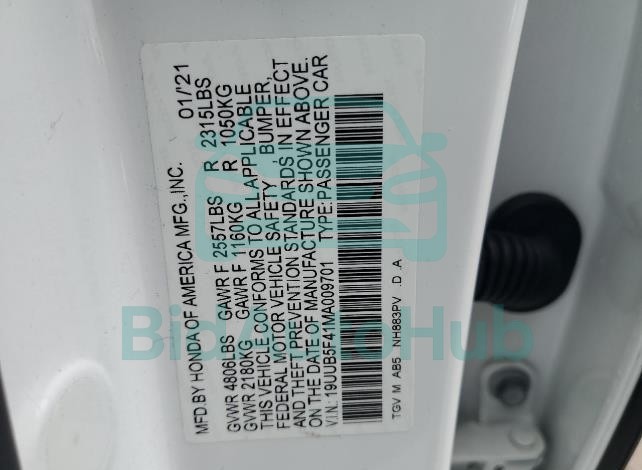 MFD.BY HONDA OF AMERICA MFG.,INC. 01/'21
GVWR 4806LBS GAWR F 2557LBS R 2315LBS
GVWR 2180KG GAWR F 1160KG R 1050KG
THIS VEHICLE CONFORMS TO ALL APPLICABLE
FEDERAL MOTOR VEHICLE SAFETY , BUMPER,
AND THEFT PREVENTION STANDARDS IN EFFECT
ON THE DATE OF MANUFACTURE SHOWN ABOVE.
V.I.N.: 19UUB5F41MA009701 TYPE:PASSENGER CAR
TGV M AB5 NH883PV .D .A
BidAutoHub